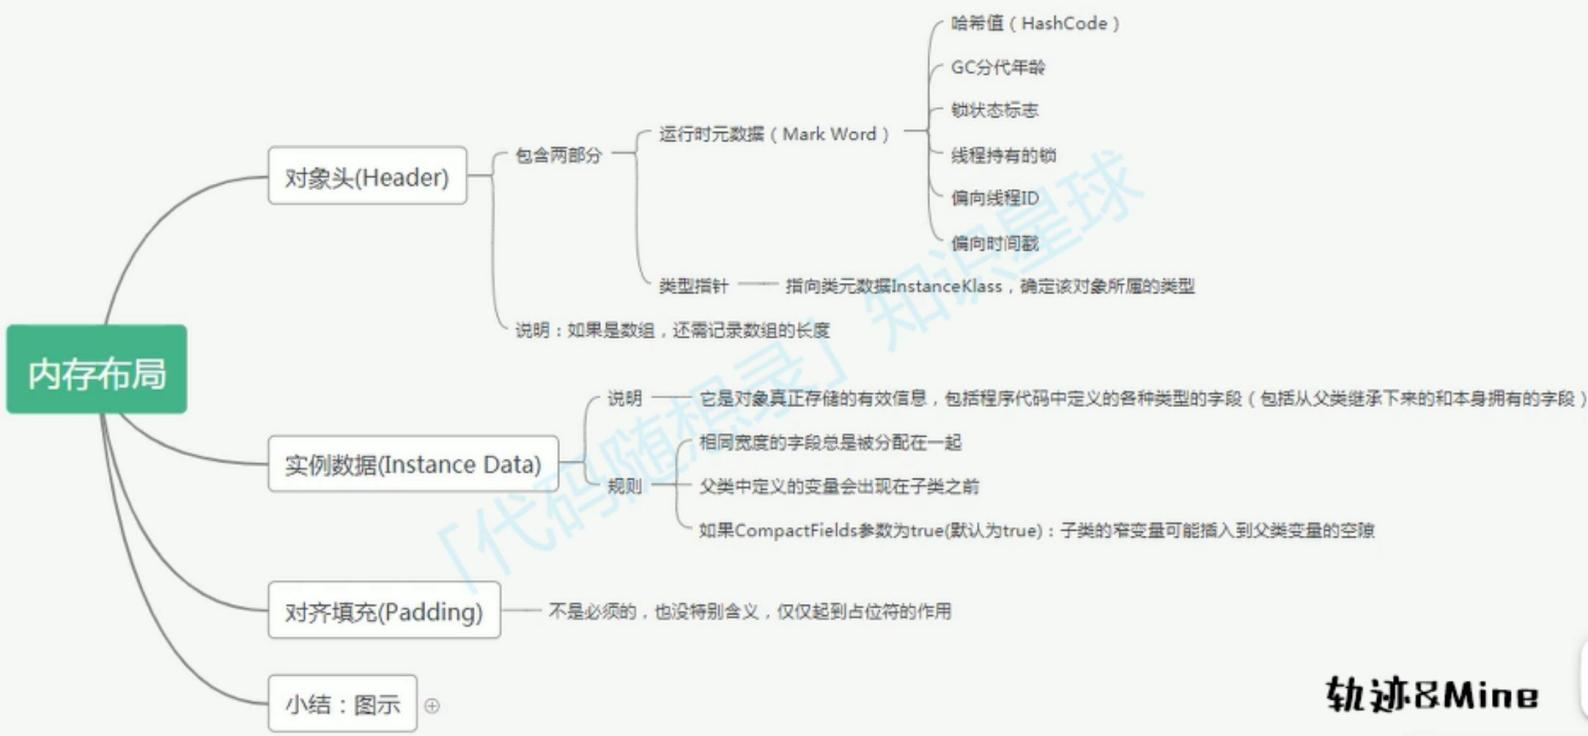 内存布局
对象头(Header)
包含两部分
运行时元数据（Mark Word）
哈希值（HashCode）
GC分代年龄
锁状态标志
线程持有的锁
偏向线程ID
偏向时间戳
类型指针
指向类元数据InstanceKlass，确定该对象所属的类型
说明：如果是数组，还需记录数组的长度
实例数据(Instance Data)
说明
它是对象真正存储的有效信息，包括程序代码中定义的各种类型的字段（包括从父类继承下来的和本身拥有的字段）
规则
相同宽度的字段总是被分配在一起
父类中定义的变量会出现在子类之前
如果CompactFields参数为true(默认为true)：子类的窄变量可能插入到父类变量的空隙
对齐填充(Padding)
不是必须的，也没特别含义，仅仅起到占位符的作用
小结：图示
「代码随想录」知识星球
轨迹&Mine